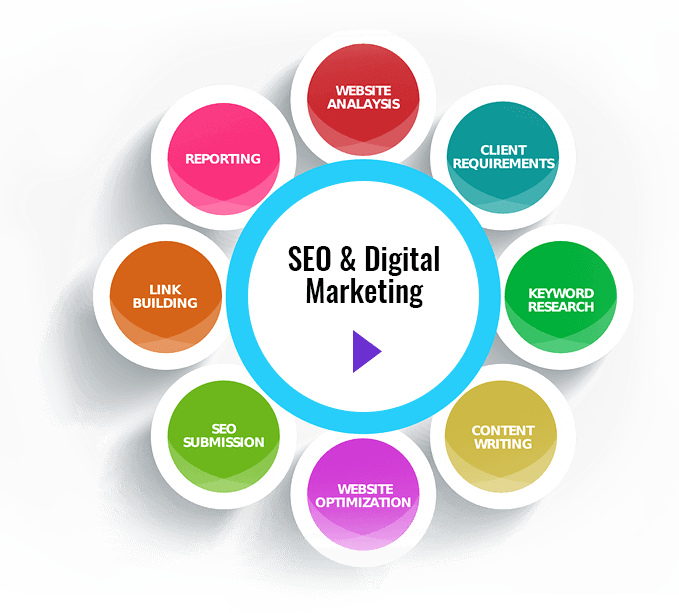 WEBSITE
ANALAYSIS
CLIENT
REQUIREMENTS
KEYWORD
RESEARCH
CONTENT
WRITING
WEBSITE
OPTIMIZATION
SEO
SUBMISSION
LINK
BUILDING
REPORTING
SEO & Digital
Marketing